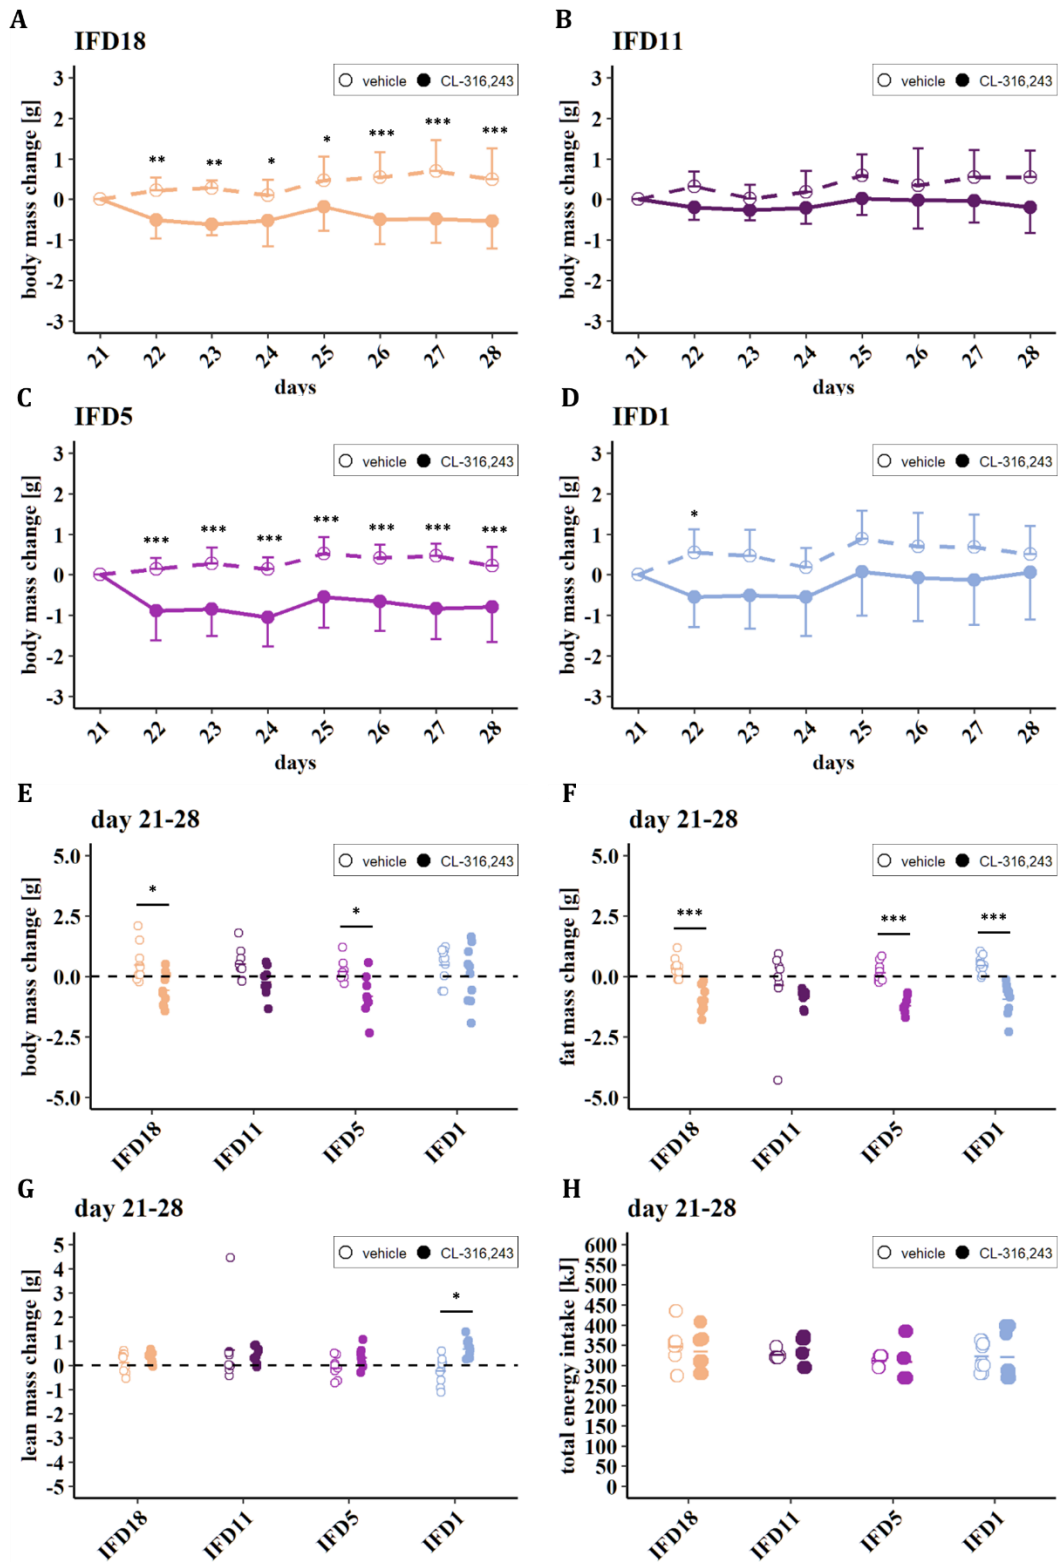 A
IFD18
vehicle CL-316,243
body mass change [g]
3
2
1
0
-1
-2
-3
** ** * * *** *** ***
21 22 23 24 25 26 27 28
days
B
IFD11
vehicle CL-316,243
body mass change [g]
3
2
1
0
-1
-2
-3
21 22 23 24 25 26 27 28
days
C
IFD5
vehicle CL-316,243
body mass change [g]
3
2
1
0
-1
-2
-3
*** *** *** *** *** *** ***
21 22 23 24 25 26 27 28
days
D
IFD1
vehicle CL-316,243
body mass change [g]
3
2
1
0
-1
-2
-3
*
21 22 23 24 25 26 27 28
days
E
day 21-28
vehicle CL-316,243
body mass change [g]
5.0
2.5
0.0
-2.5
-5.0
* *
IFD18 IFD11 IFD5 IFD1
F
day 21-28
vehicle CL-316,243
fat mass change [g]
5.0
2.5
0.0
-2.5
-5.0
*** *** ***
IFD18 IFD11 IFD5 IFD1
G
day 21-28
vehicle CL-316,243
lean mass change [g]
5
4
3
2
1
0
-1
-2
-3
-4
-5
*
IFD18 IFD11 IFD5 IFD1
H
day 21-28
vehicle CL-316,243
total energy intake [kJ]
600
550
500
450
400
350
300
250
200
150
100
50
0
IFD18 IFD11 IFD5 IFD1